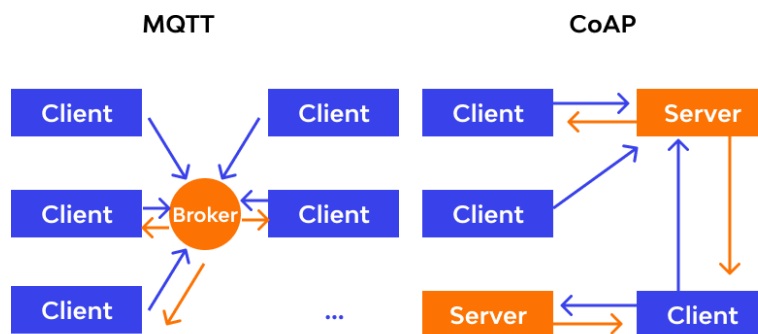 MQTT
CoAP
Client
Client
Client
Server
Client
Broker
Client
Client
Client
...
Server
Client